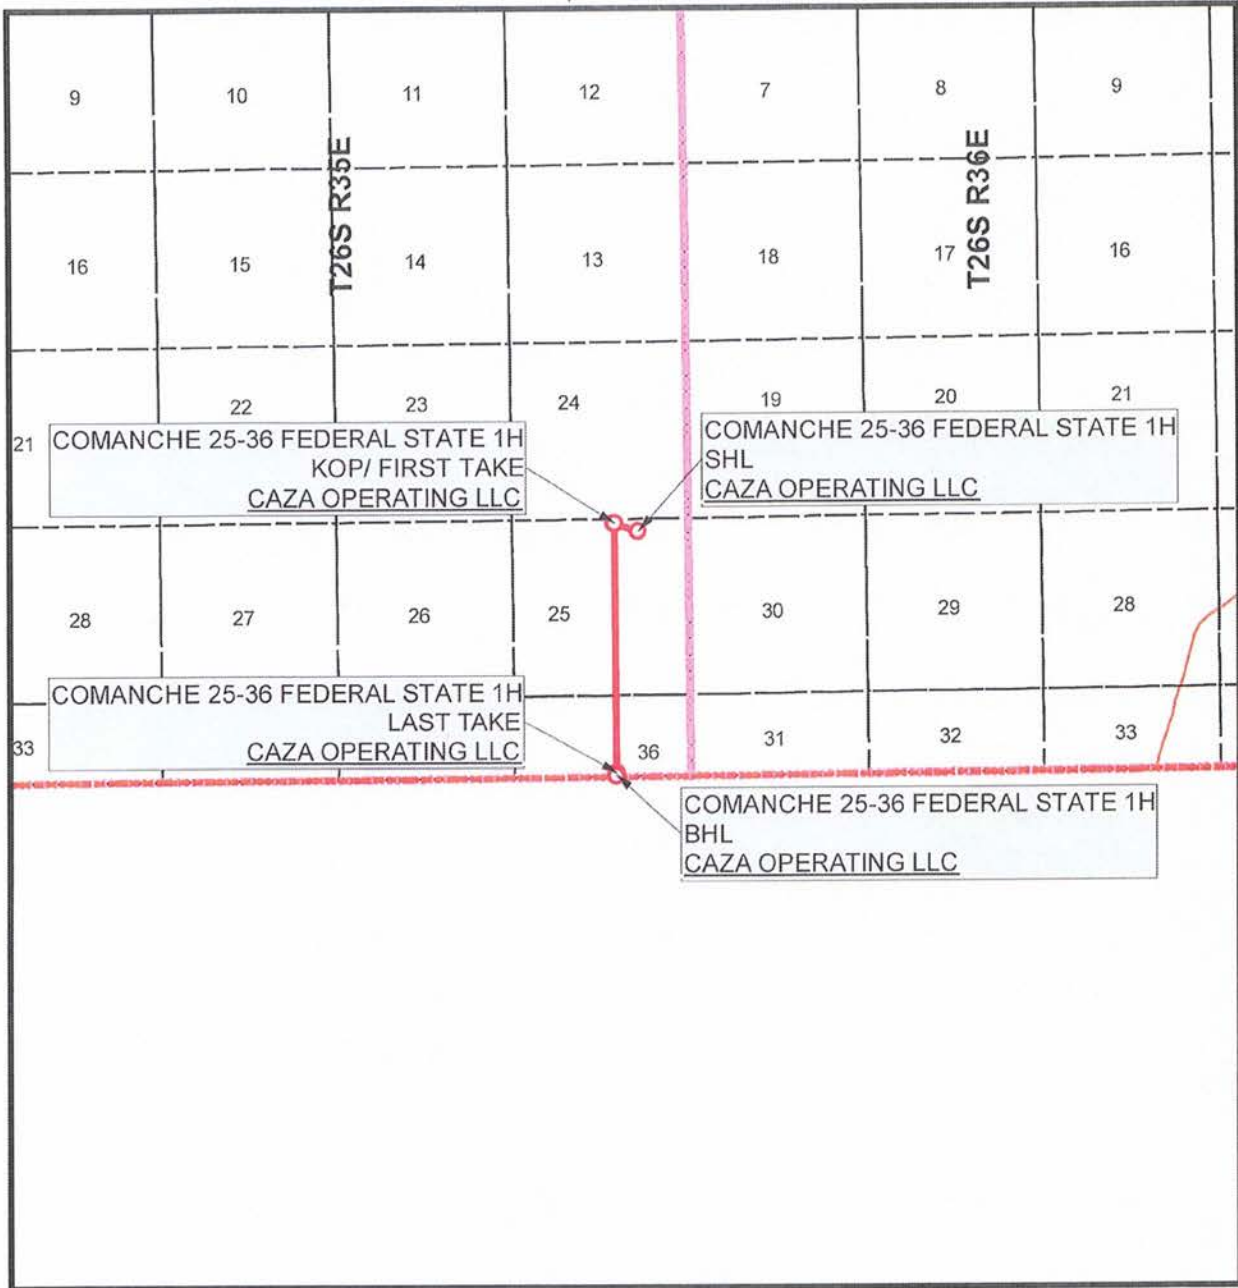 9
10
11
12
7
8
9
T26S R35E
T26S R36E
16
15
14
13
18
17
16
22
23
24
19
20
21
21
COMANCHE 25-36 FEDERAL STATE 1H
KOP/ FIRST TAKE
CAZA OPERATING LLC
COMANCHE 25-36 FEDERAL STATE 1H
SHL
CAZA OPERATING LLC
28
27
26
25
30
29
28
COMANCHE 25-36 FEDERAL STATE 1H
LAST TAKE
CAZA OPERATING LLC
33
36
31
32
33
COMANCHE 25-36 FEDERAL STATE 1H
BHL
CAZA OPERATING LLC